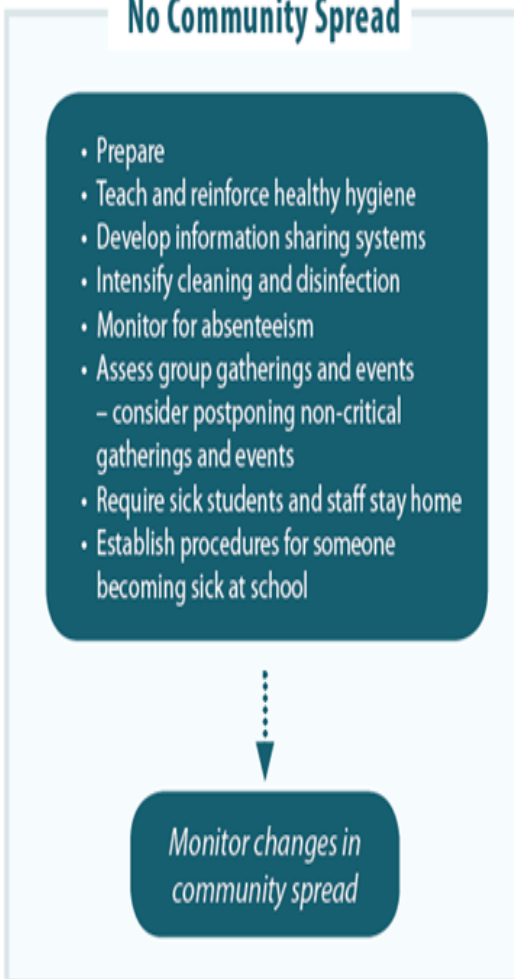 No Community Spread
• Prepare
• Teach and reinforce healthy hygiene
• Develop information sharing systems
• Intensify cleaning and disinfection
• Monitor for absenteeism
• Assess group gatherings and events
– consider postponing non-critical
gatherings and events
• Require sick students and staff stay home
• Establish procedures for someone
becoming sick at school
Monitor changes in
community spread